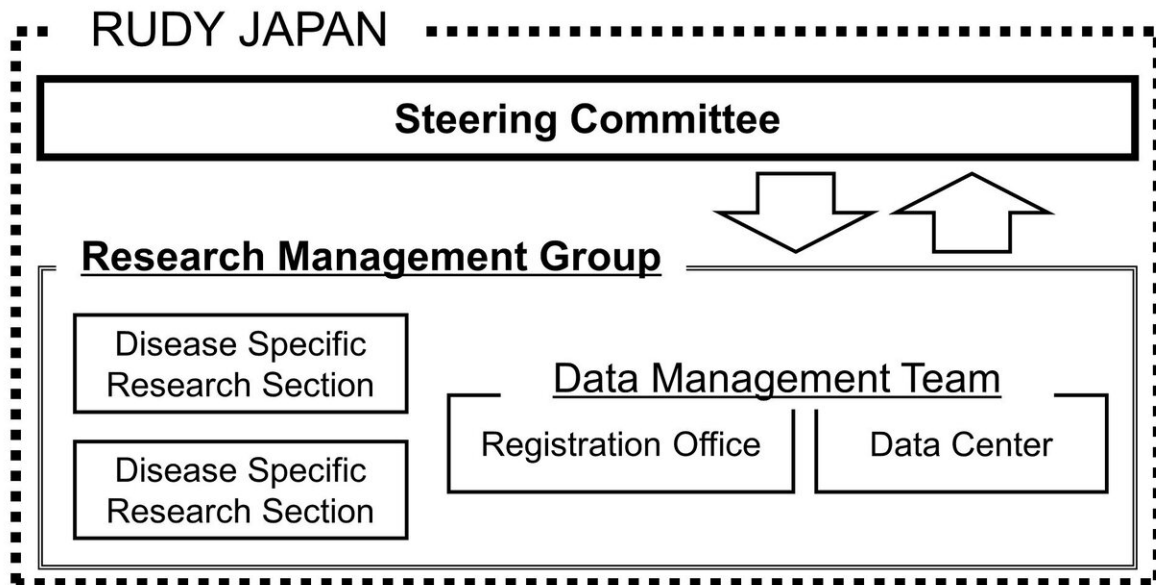 RUDY JAPAN
Steering Committee
Research Management Group
Disease Specific
Research Section
Disease Specific
Research Section
Data Management Team
Registration Office
Data Center